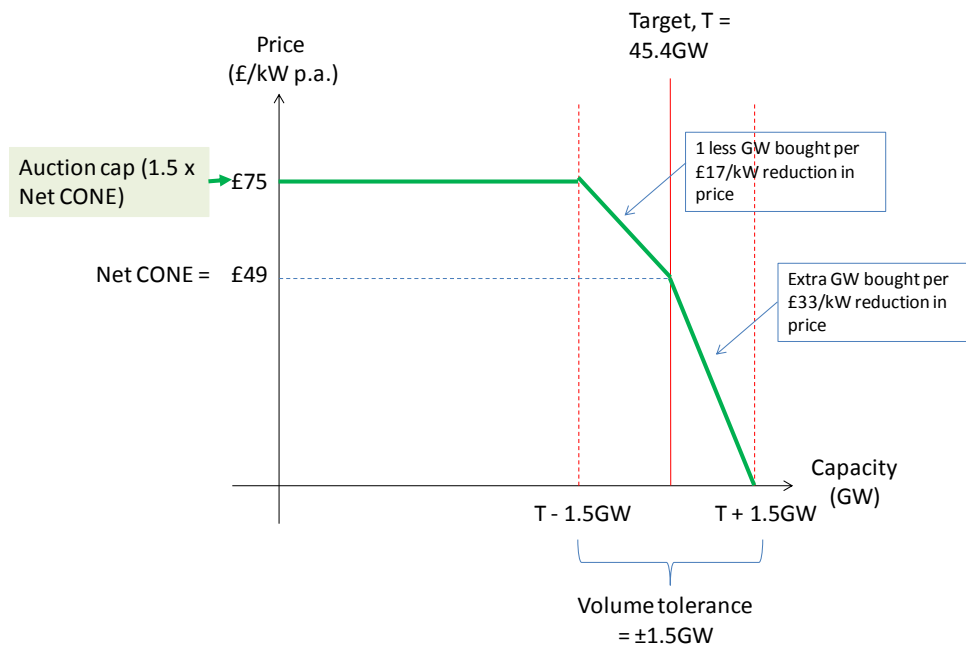 Target, T =
45.4GW
Price
(£/kW p.a.)
1 less GW bought per
£17/kW reduction in
price
Auction cap (1.5 x
Net CONE)
£75
Net CONE = £49
Extra GW bought per
£33/kW reduction in
price
Capacity
(GW)
T - 1.5GW
T + 1.5GW
Volume tolerance
= ±1.5GW